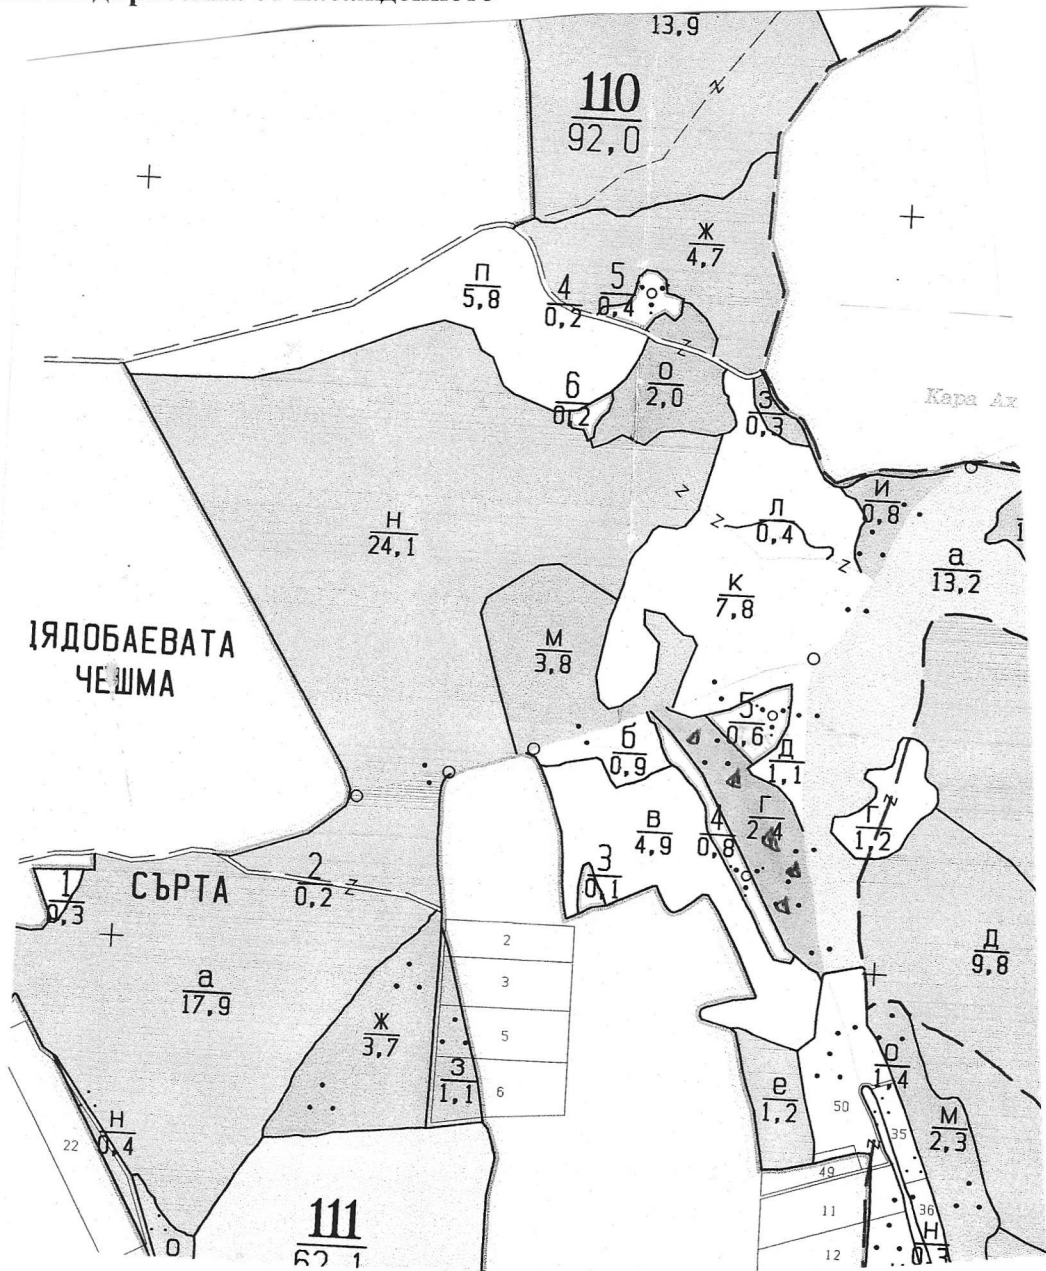 13,9
110
92,0
Ж
4,7
П
5,8
4
0,2
5
0,4
z
О
2,0
6
0,2
З
0,3
Кара Ах
И
0,8
Л
0,4
Н
24,1
а
13,2
К
7,8
ЯДОБАЕВАТА
ЧЕШМА
М
3,8
5
0,6
Д
1,1
б
0,9
Г
2,4
Г
1,2
В
4,9
4
0,8
3
0,1
2
0,2
СЪРТА
1
0,3
2
3
5
6
Д
9,8
а
17,9
Ж
3,7
З
1,1
е
1,2
О
1,4
50
35
М
2,3
Н
0,4
22
49
11
36
12
Н
0,3
О
111
62,1